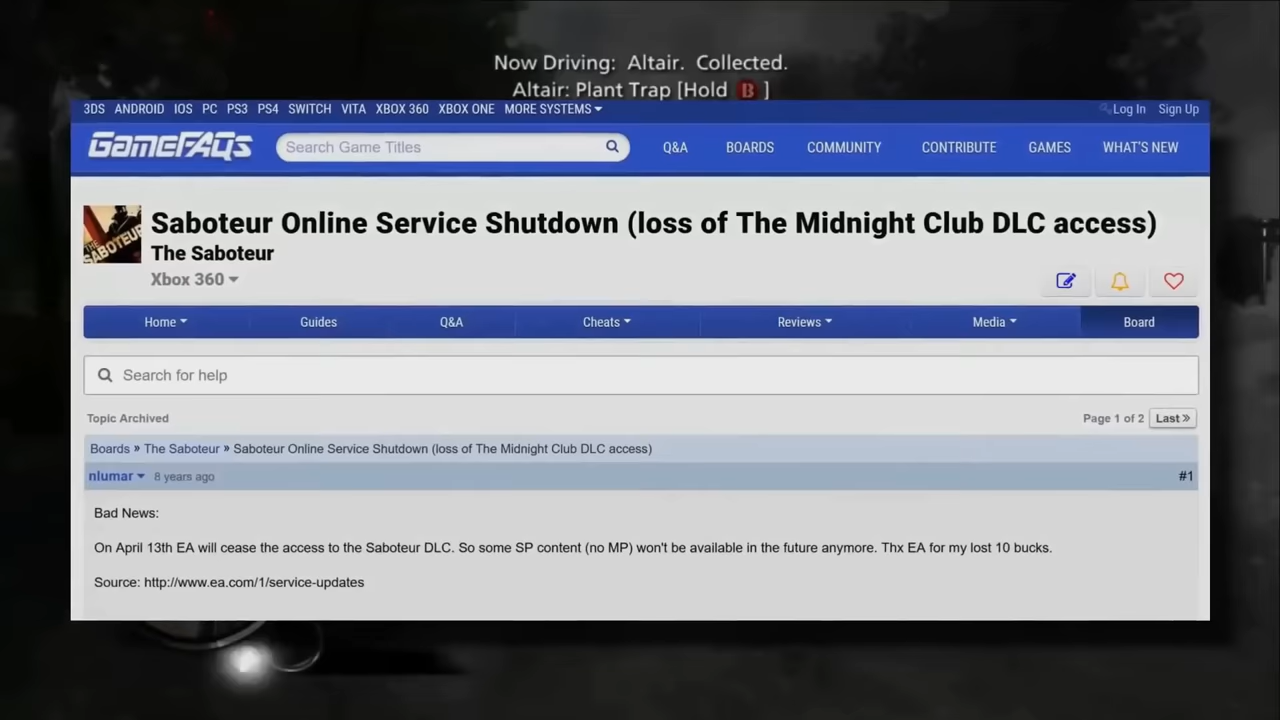 Now Driving: Altair. Collected.
Altair: Plant Trap [Hold B ]
3DS ANDROID IOS PC PS3 PS4 SWITCH VITA XBOX 360 XBOX ONE MORE SYSTEMS Log In Sign Up
GameFAQs Search Game Titles Q&A BOARDS COMMUNITY CONTRIBUTE GAMES WHAT'S NEW
THE SABOTEUR
Saboteur Online Service Shutdown (loss of The Midnight Club DLC access)
The Saboteur
Xbox 360
Home Guides Q&A Cheats Reviews Media Board
Search for help
Topic Archived Page 1 of 2 Last »
Boards » The Saboteur » Saboteur Online Service Shutdown (loss of The Midnight Club DLC access)
nlumar 8 years ago #1
Bad News:
On April 13th EA will cease the access to the Saboteur DLC. So some SP content (no MP) won't be available in the future anymore. Thx EA for my lost 10 bucks.
Source: http://www.ea.com/1/service-updates